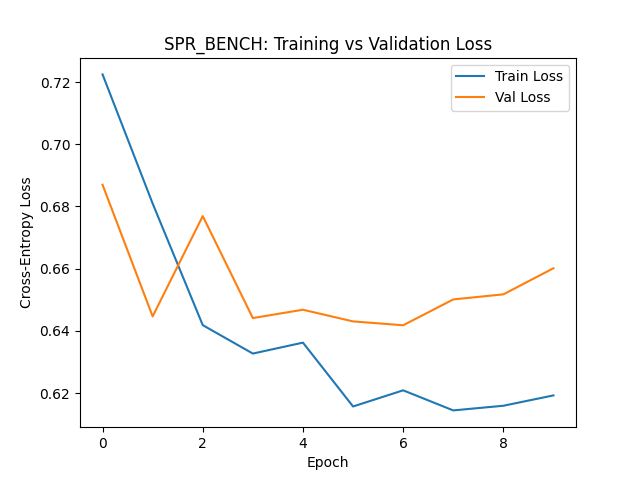 SPR_BENCH: Training vs Validation Loss
Train Loss
Val Loss
Cross-Entropy Loss
0.72
0.70
0.68
0.66
0.64
0.62
0 2 4 6 8
Epoch